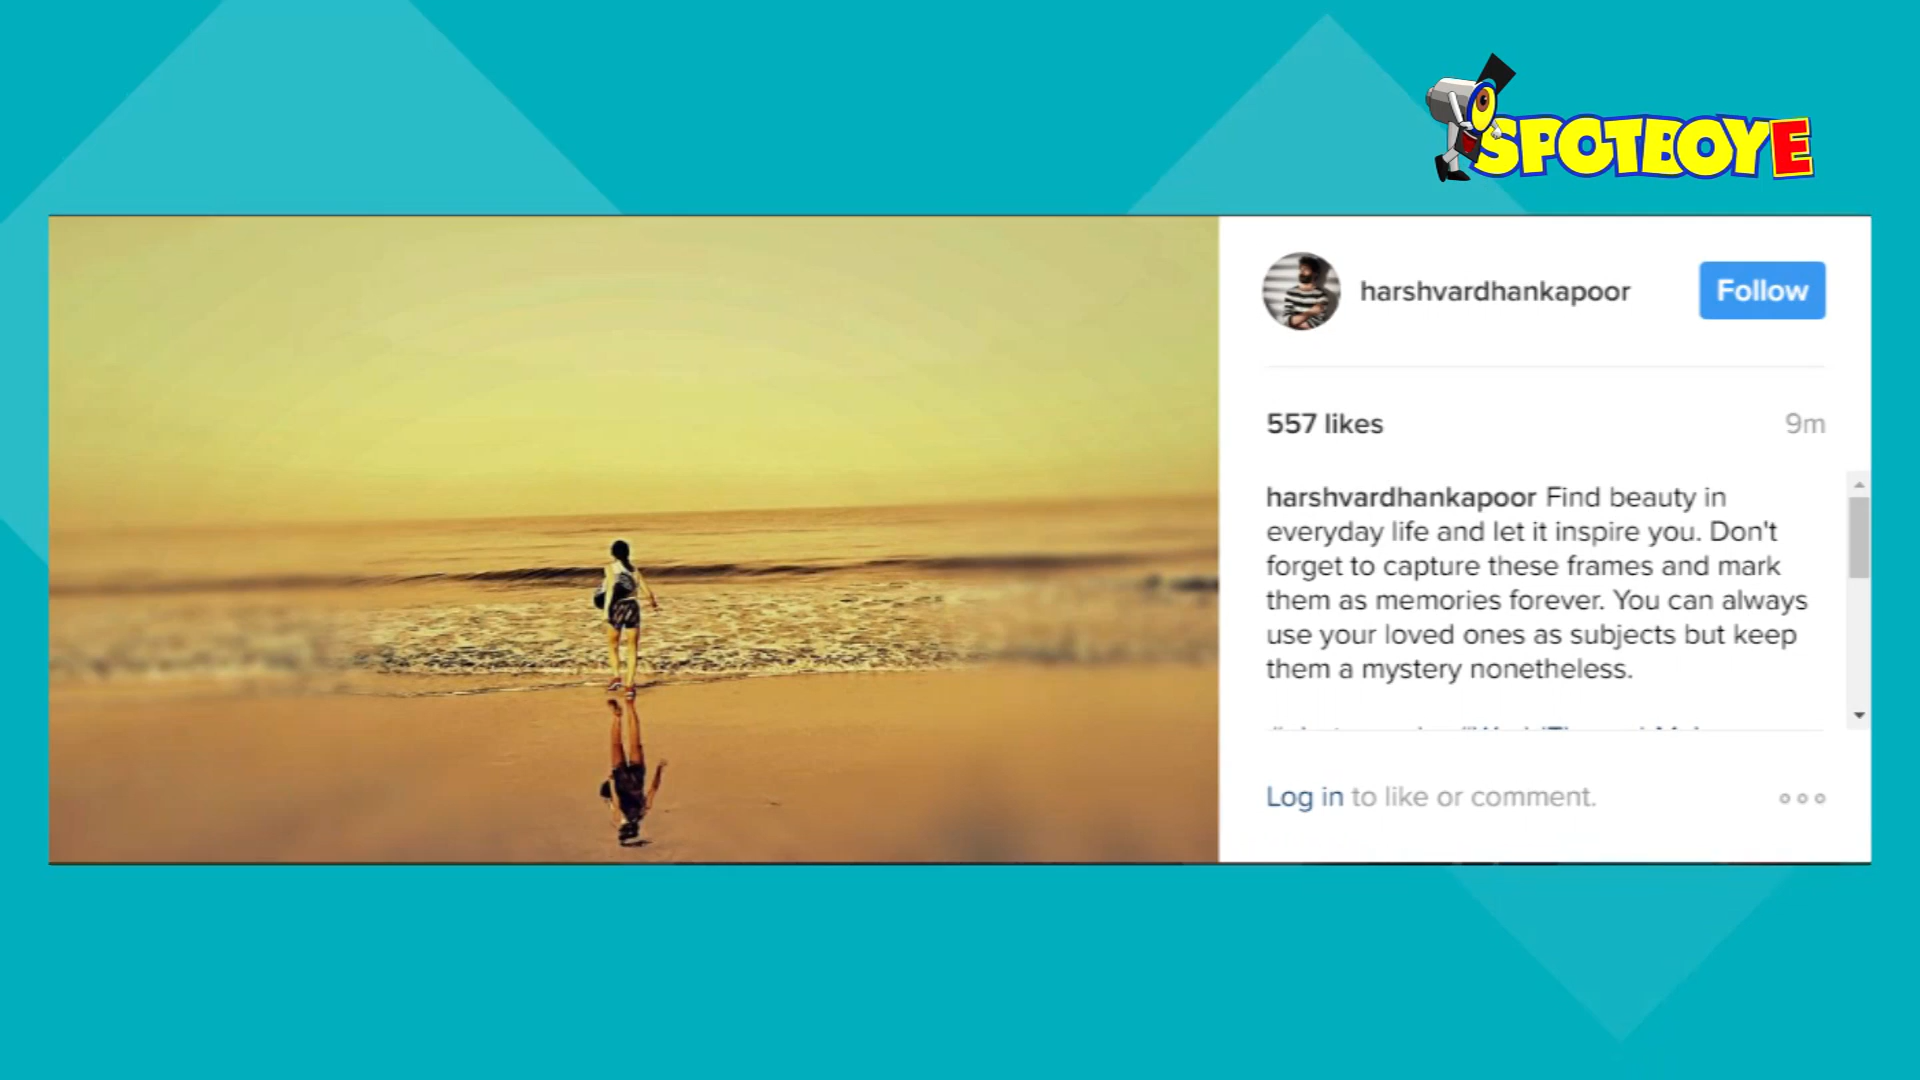 SPOTBOYE
harshvardhankapoor
Follow
557 likes
9m
harshvardhankapoor Find beauty in
everyday life and let it inspire you. Don't
forget to capture these frames and mark
them as memories forever. You can always
use your loved ones as subjects but keep
them a mystery nonetheless.
Log in to like or comment.